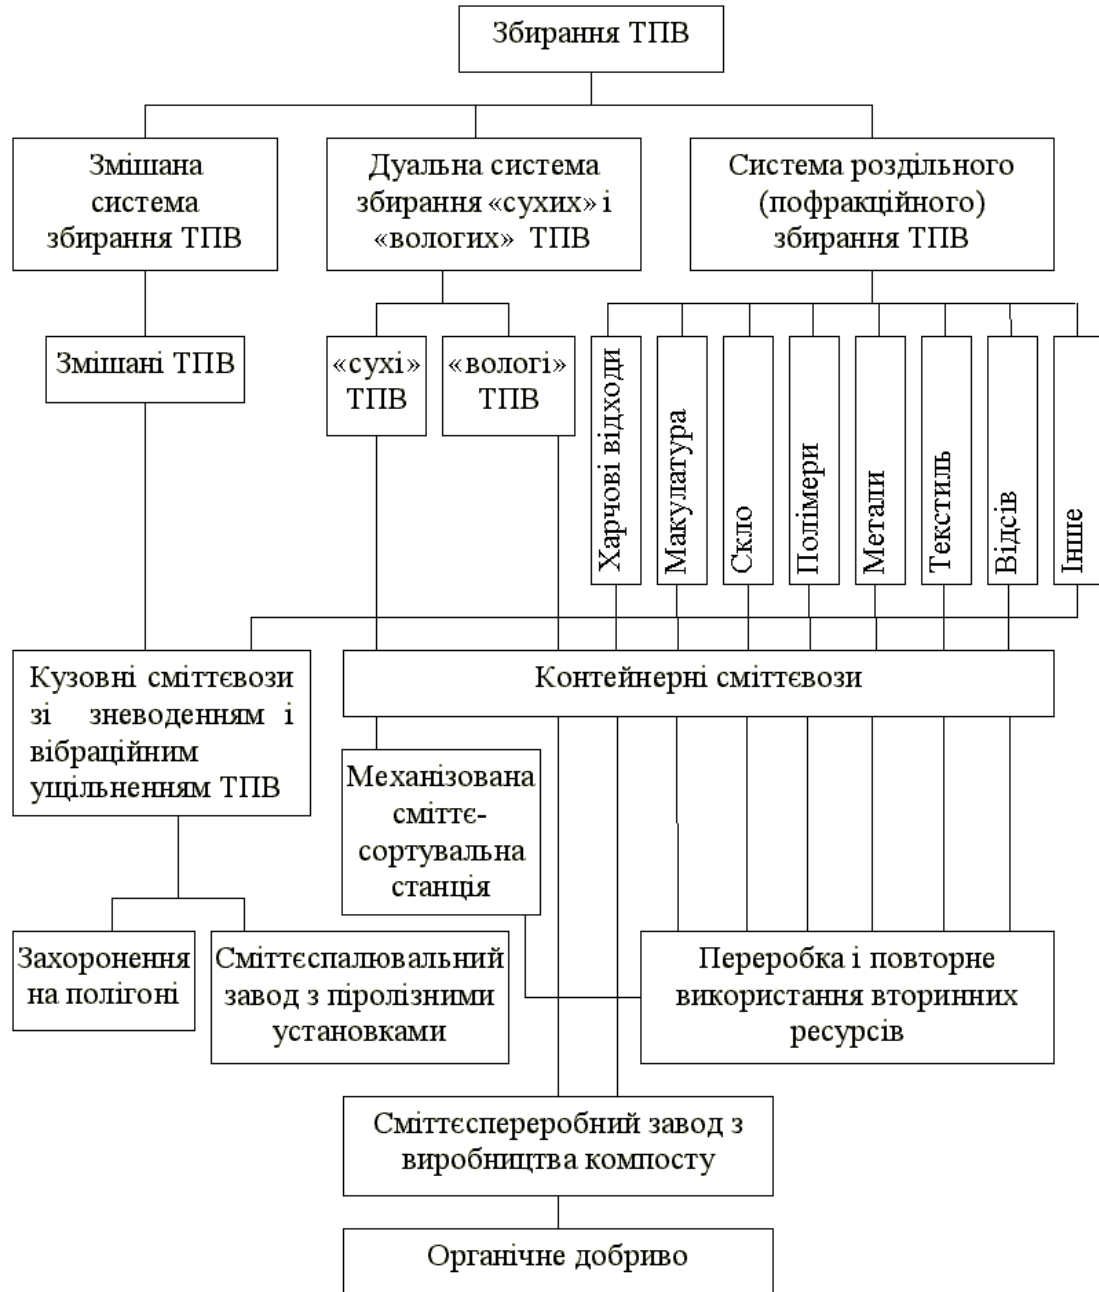 Збирання ТПВ
Змішана
система
збирання ТПВ
Дуальна система
збирання «сухих» і
«вологих» ТПВ
Система роздільного
(пофракційного)
збирання ТПВ
Змішані ТПВ
«сухі»
ТПВ
«вологі»
ТПВ
Харчові відходи
Макулатура
Скло
Полімери
Метали
Текстиль
Відсів
Інше
Кузовні сміттєвози
зі зневоденням і
вібраційним
ущільненням ТПВ
Контейнерні сміттєвози
Механізована
сміттє-
сортувальна
станція
Захоронення
на полігоні
Сміттєспалювальний
завод з піролізними
установками
Переробка і повторне
використання вторинних
ресурсів
Сміттєспереробний завод з
виробництва компосту
Органічне добриво